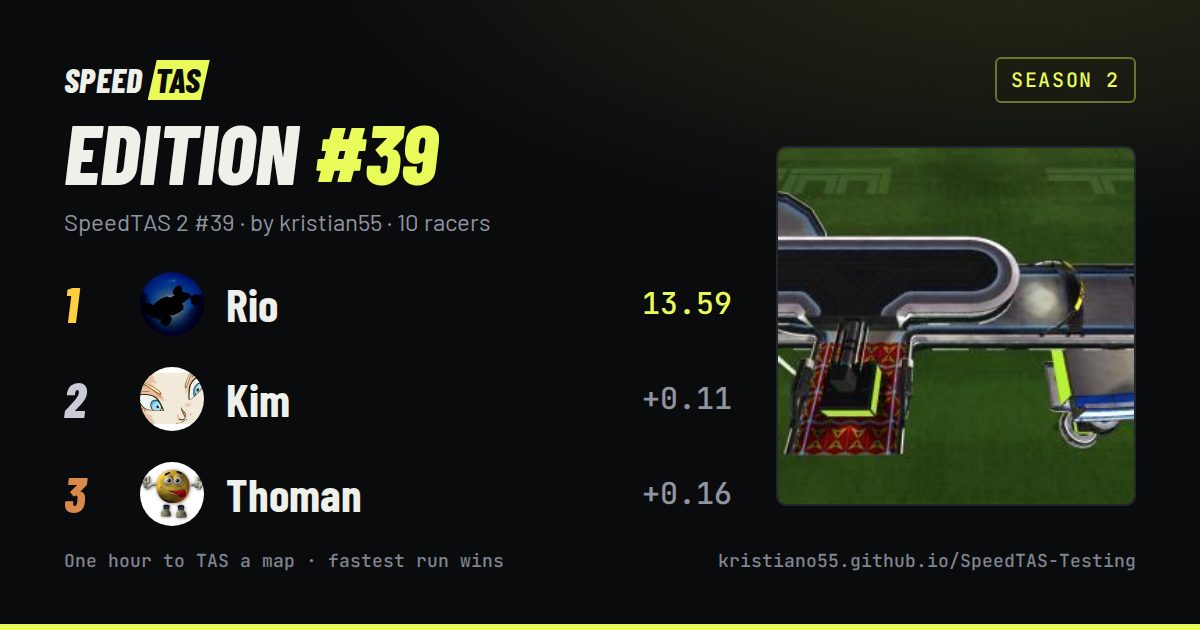 SPEED TAS
SEASON 2
EDITION #39
SpeedTAS 2 #39 · by kristian55 · 10 racers
1 Rio 13.59
2 Kim +0.11
3 Thoman +0.16
One hour to TAS a map · fastest run wins
kristiano55.github.io/SpeedTAS-Testing